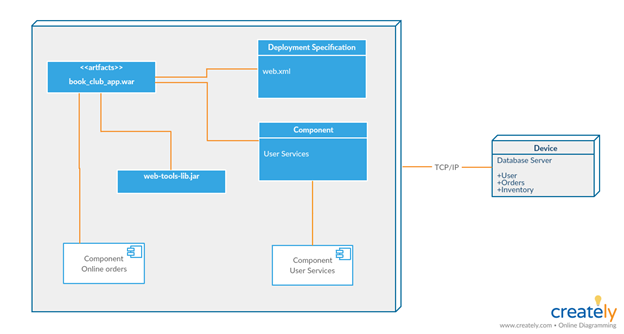 <<artfacts>>
book_club_app.war
Deployment Specification
web.xml
Component
User Services
web-tools-lib.jar
Component
Online orders
Component
User Services
TCP/IP
Device
Database Server
+User
+Orders
+Inventory
creately
www.creately.com • Online Diagramming